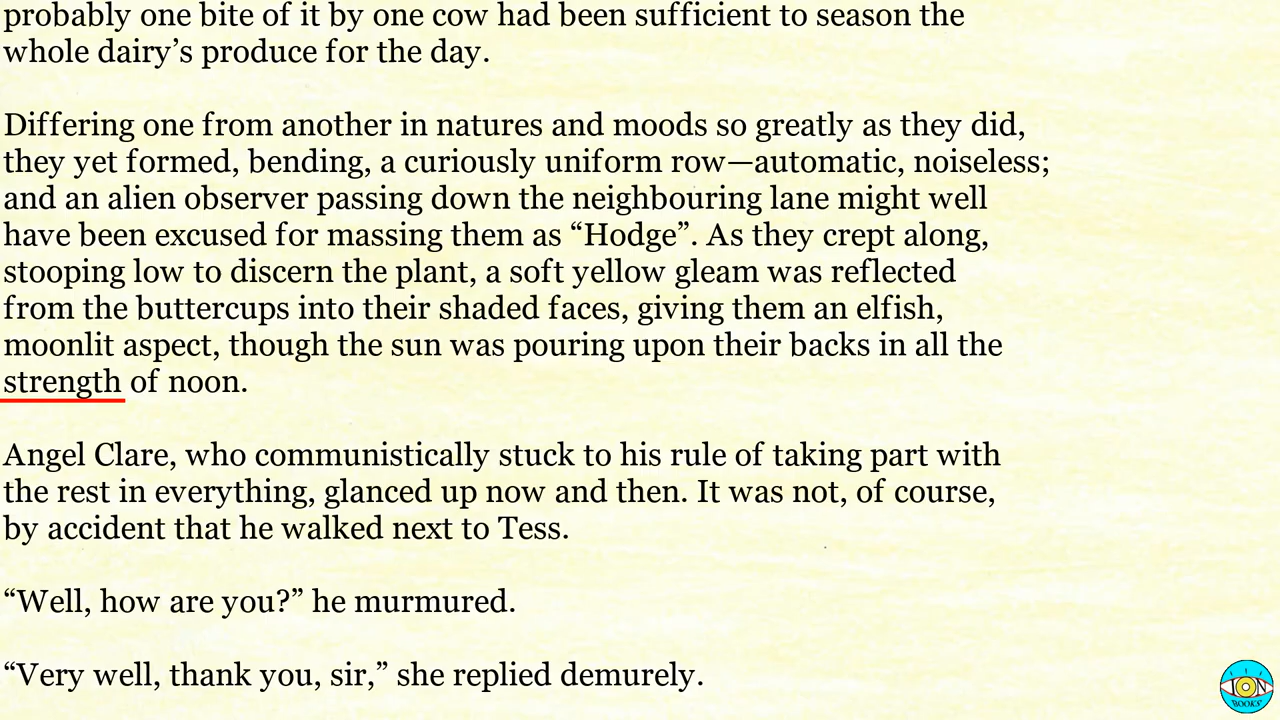 probably one bite of it by one cow had been sufficient to season the
whole dairy’s produce for the day.
Differing one from another in natures and moods so greatly as they did,
they yet formed, bending, a curiously uniform row—automatic, noiseless;
and an alien observer passing down the neighbouring lane might well
have been excused for massing them as “Hodge”. As they crept along,
stooping low to discern the plant, a soft yellow gleam was reflected
from the buttercups into their shaded faces, giving them an elfish,
moonlit aspect, though the sun was pouring upon their backs in all the
strength of noon.
Angel Clare, who communistically stuck to his rule of taking part with
the rest in everything, glanced up now and then. It was not, of course,
by accident that he walked next to Tess.
“Well, how are you?” he murmured.
“Very well, thank you, sir,” she replied demurely.
ION
BOOKS